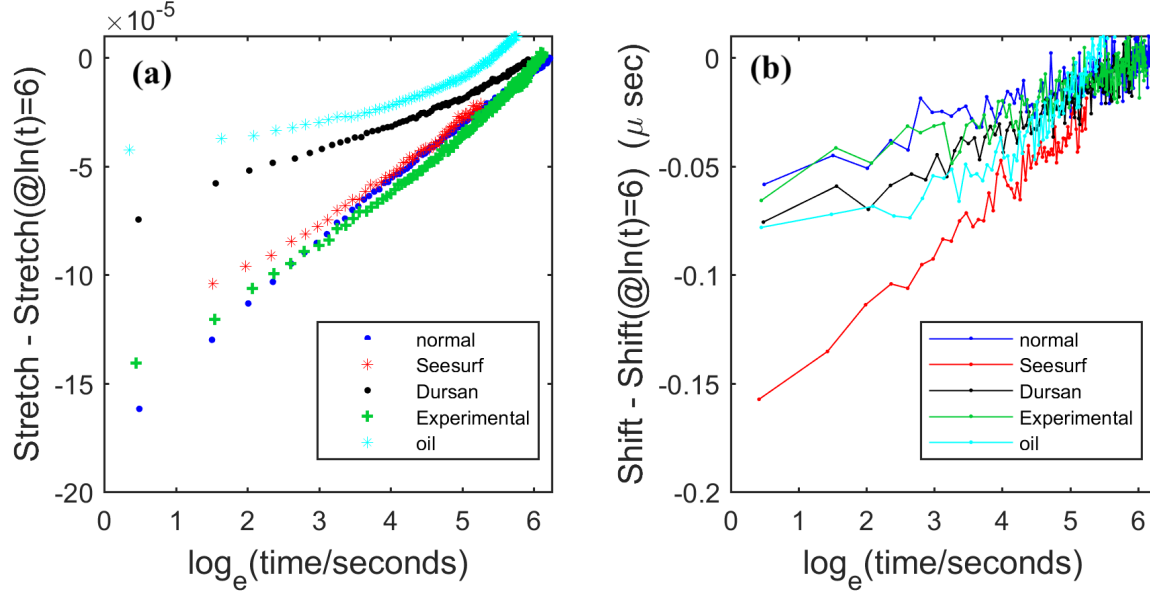 ×10-5
(a)
0
-5
-10
-15
-20
Stretch - Stretch(@ln(t)=6)
normal
Seesurf
Dursan
Experimental
oil
0 1 2 3 4 5 6
loge(time/seconds)
(b)
0
-0.05
-0.1
-0.15
-0.2
Shift - Shift(@ln(t)=6) (μ sec)
normal
Seesurf
Dursan
Experimental
oil
0 1 2 3 4 5 6
loge(time/seconds)